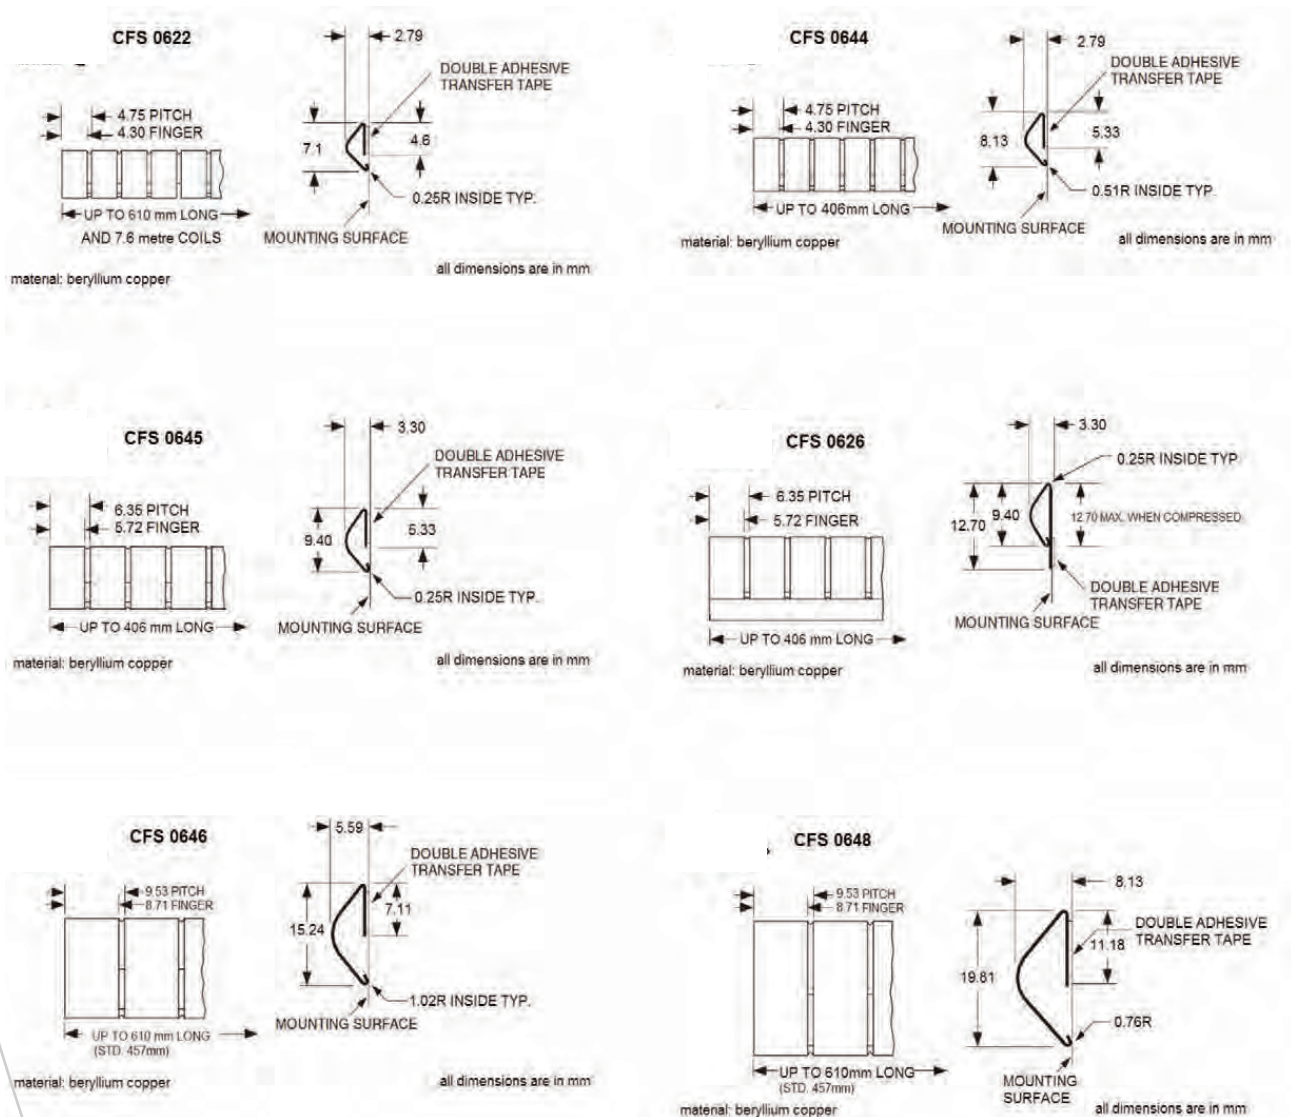 CFS 0622
2.79
DOUBLE ADHESIVE
TRANSFER TAPE
4.75 PITCH
4.30 FINGER
7.1
4.6
0.25R INSIDE TYP.
UP TO 610 mm LONG
AND 7.6 metre COILS
MOUNTING SURFACE
material: beryllium copper
all dimensions are in mm
CFS 0644
2.79
DOUBLE ADHESIVE
TRANSFER TAPE
4.75 PITCH
4.30 FINGER
8.13
5.33
0.51R INSIDE TYP.
UP TO 406mm LONG
MOUNTING SURFACE
material: beryllium copper
all dimensions are in mm
CFS 0645
3.30
DOUBLE ADHESIVE
TRANSFER TAPE
6.35 PITCH
5.72 FINGER
9.40
5.33
0.25R INSIDE TYP.
UP TO 406 mm LONG
MOUNTING SURFACE
material: beryllium copper
all dimensions are in mm
CFS 0626
3.30
0.25R INSIDE TYP.
6.35 PITCH
5.72 FINGER
12.70
9.40
12.70 MAX. WHEN COMPRESSED
DOUBLE ADHESIVE
TRANSFER TAPE
MOUNTING SURFACE
UP TO 406 mm LONG
material: beryllium copper
all dimensions are in mm
CFS 0646
5.59
DOUBLE ADHESIVE
TRANSFER TAPE
9.53 PITCH
8.71 FINGER
7.11
15.24
1.02R INSIDE TYP.
MOUNTING SURFACE
UP TO 610 mm LONG
(STD. 457mm)
material: beryllium copper
all dimensions are in mm
CFS 0648
8.13
9.53 PITCH
8.71 FINGER
DOUBLE ADHESIVE
TRANSFER TAPE
11.18
19.81
0.76R
UP TO 610mm LONG
(STD. 457mm)
MOUNTING
SURFACE
material: beryllium copper
all dimensions are in mm